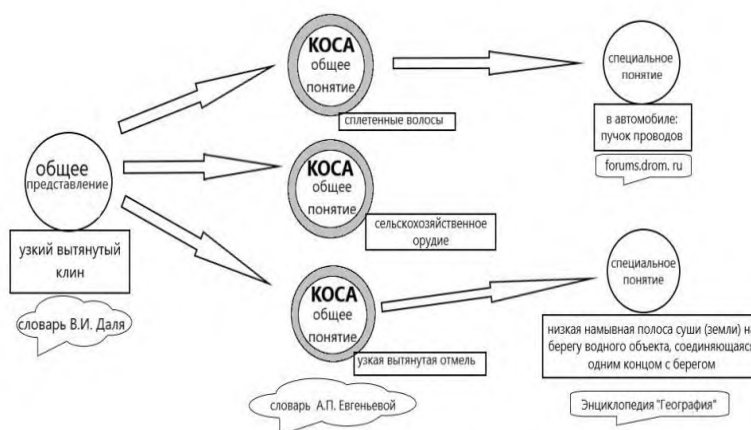 общее
представление
узкий вытянутый
клин
словарь В.И. Даля
КОСА
общее
понятие
сплетенные волосы
КОСА
общее
понятие
сельскохозяйственное
орудие
КОСА
общее
понятие
узкая вытянутая отмель
словарь А.П. Евгеньевой
специальное
понятие
в автомобиле:
пучок проводов
forums.drom. ru
специальное
понятие
низкая намывная полоса суши (земли) на
берегу водного объекта, соединяющаяся
одним концом с берегом
Энциклопедия "География"